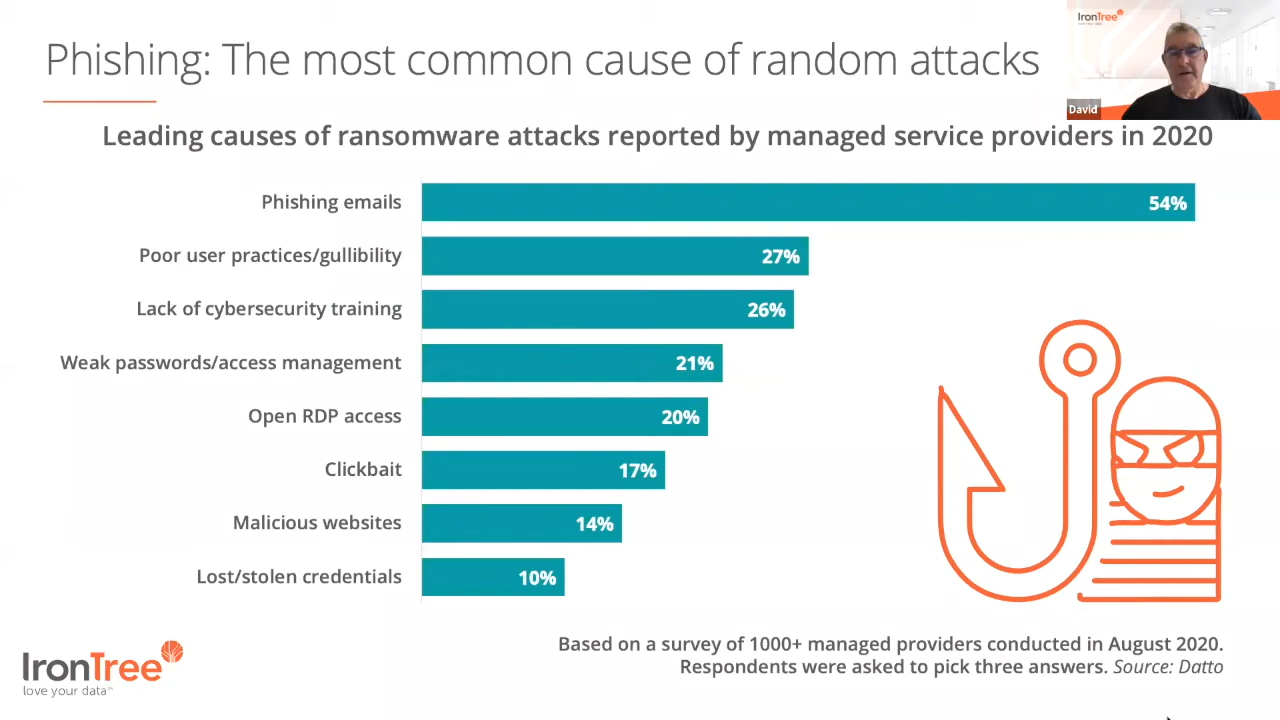 Phishing: The most common cause of random attacks
IronTree
David
Leading causes of ransomware attacks reported by managed service providers in 2020
Phishing emails 54%
Poor user practices/gullibility 27%
Lack of cybersecurity training 26%
Weak passwords/access management 21%
Open RDP access 20%
Clickbait 17%
Malicious websites 14%
Lost/stolen credentials 10%
Based on a survey of 1000+ managed providers conducted in August 2020.
Respondents were asked to pick three answers. Source: Datto
IronTree
love your data